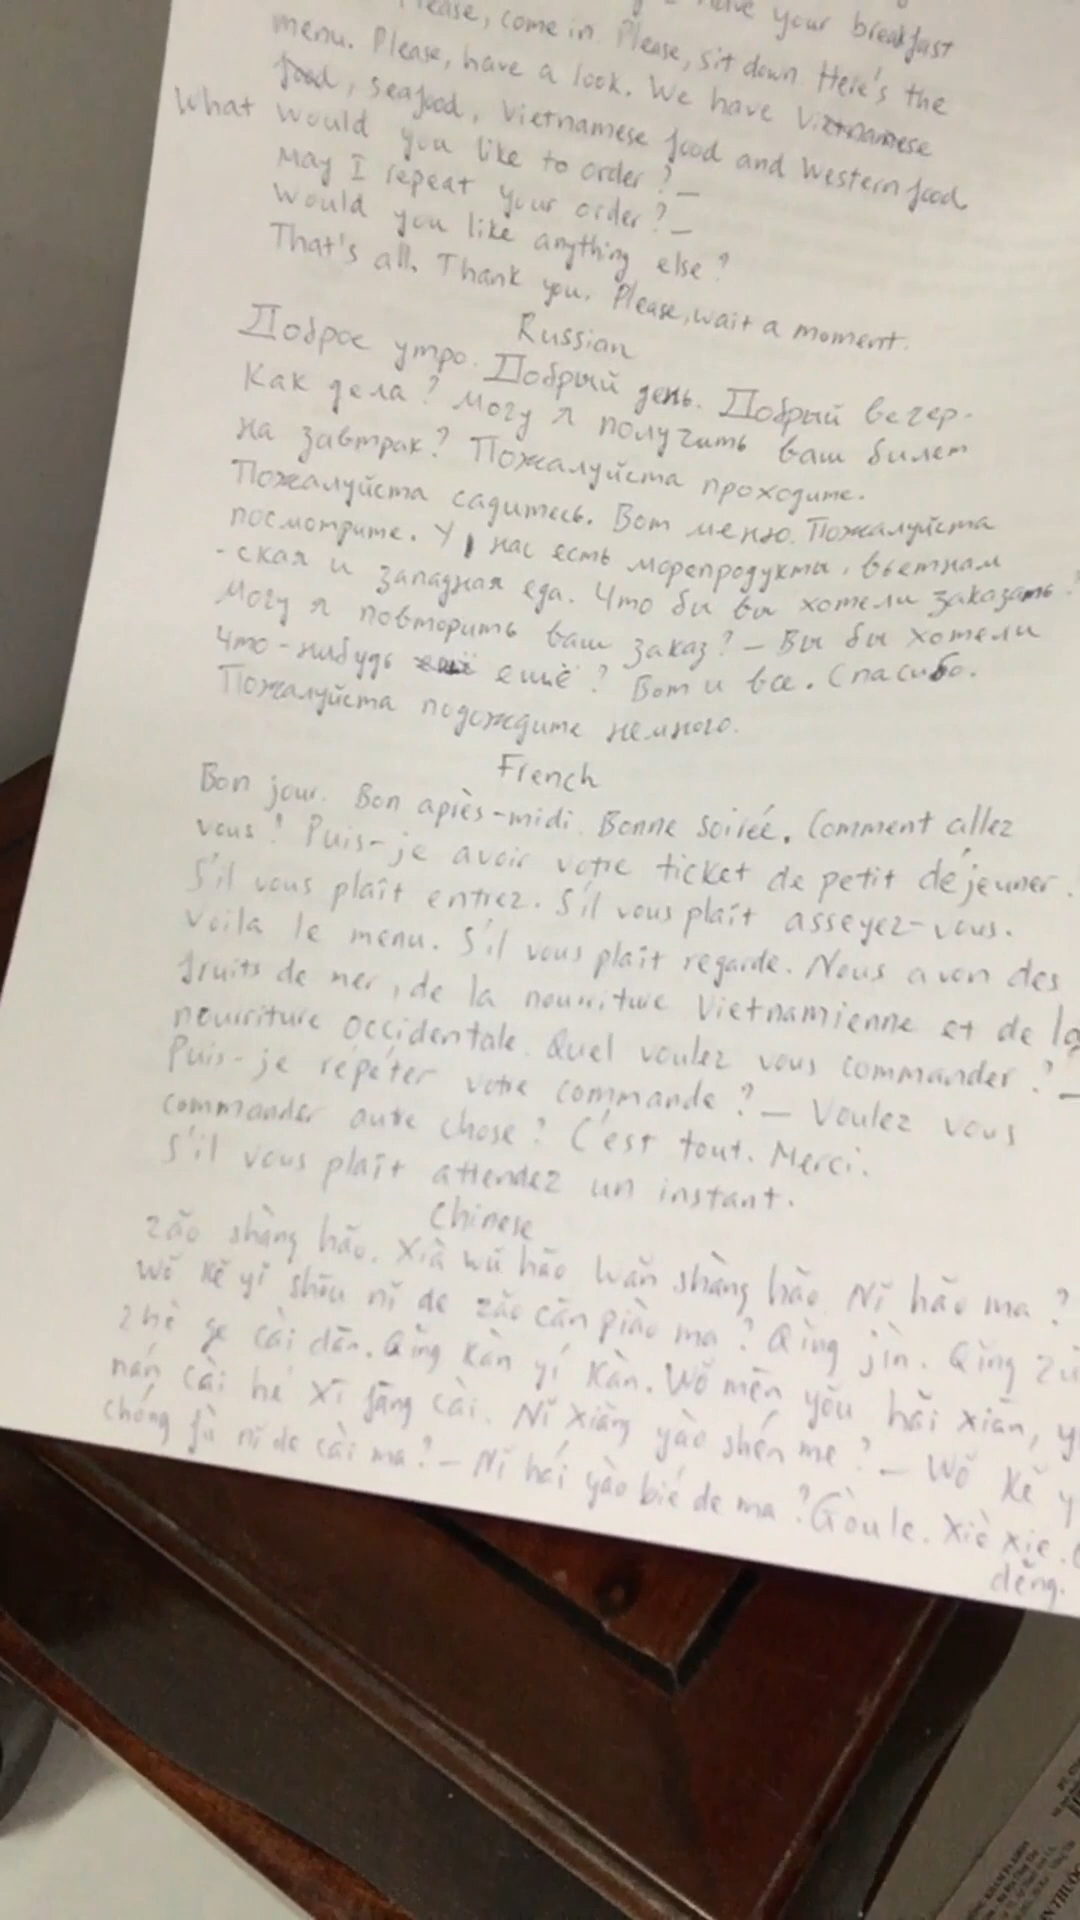 have your breakfast
Please, come in. Please, sit down. Here's the
menu. Please, have a look. We have Vietnamese
food, seafood, Vietnamese food and Western food
What would you like to order? —
May I repeat your order? —
Would you like anything else?
That's all. Thank you. Please, wait a moment.
Russian
Доброе утро. Добрый день. Добрый вечер.
Как дела? Могу я получить ваш билет
на завтрак? Пожалуйста проходите.
Пожалуйста садитесь. Вот меню. Пожалуйста
посмотрите. У нас есть морепродукты, вьетнам
-ская и западная еда. Что бы вы хотели заказать?
Могу я повторить ваш заказ? — Вы бы хотели
что-нибудь ещё ещё? Вот и все. Спасибо.
Пожалуйста подождите немного.
French
Bon jour. Bon après-midi. Bonne soirée. Comment allez
vous? Puis-je avoir votre ticket de petit déjeuner?
S'il vous plaît entrez. S'il vous plaît asseyez-vous.
Voila le menu. S'il vous plaît regarde. Nous avon des
fruits de mer, de la nourriture Vietnamienne et de la
nourriture occidentale. Quel voulez vous commander? —
Puis-je répéter votre commande? — Voulez vous
commander autre chose? C'est tout. Merci.
S'il vous plaît attendez un instant.
Chinese
zǎo shàng hǎo. Xià wǔ hǎo wǎn shàng hǎo. Nǐ hǎo ma?
Wǒ kě yǐ shōu nǐ de zǎo cān piào ma? Qǐng jìn. Qǐng zu
zhè ge cài dān. Qǐng kàn yí kàn. Wǒ mēn yǒu hǎi xiān, y
nán cài hé xī fāng cài. Nǐ xiǎng yào shén me? — Wǒ kě y
chóng fù nǐ de cài ma? — Nǐ hái yào bié de ma? Gòu le. Xiè xie.
děng.